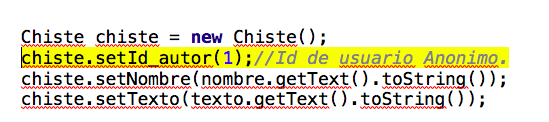 Chiste chiste = new Chiste();
chiste.setId_autor(1);//Id de usuario Anonimo.
chiste.setNombre(nombre.getText().toString());
chiste.setTexto(texto.getText().toString());